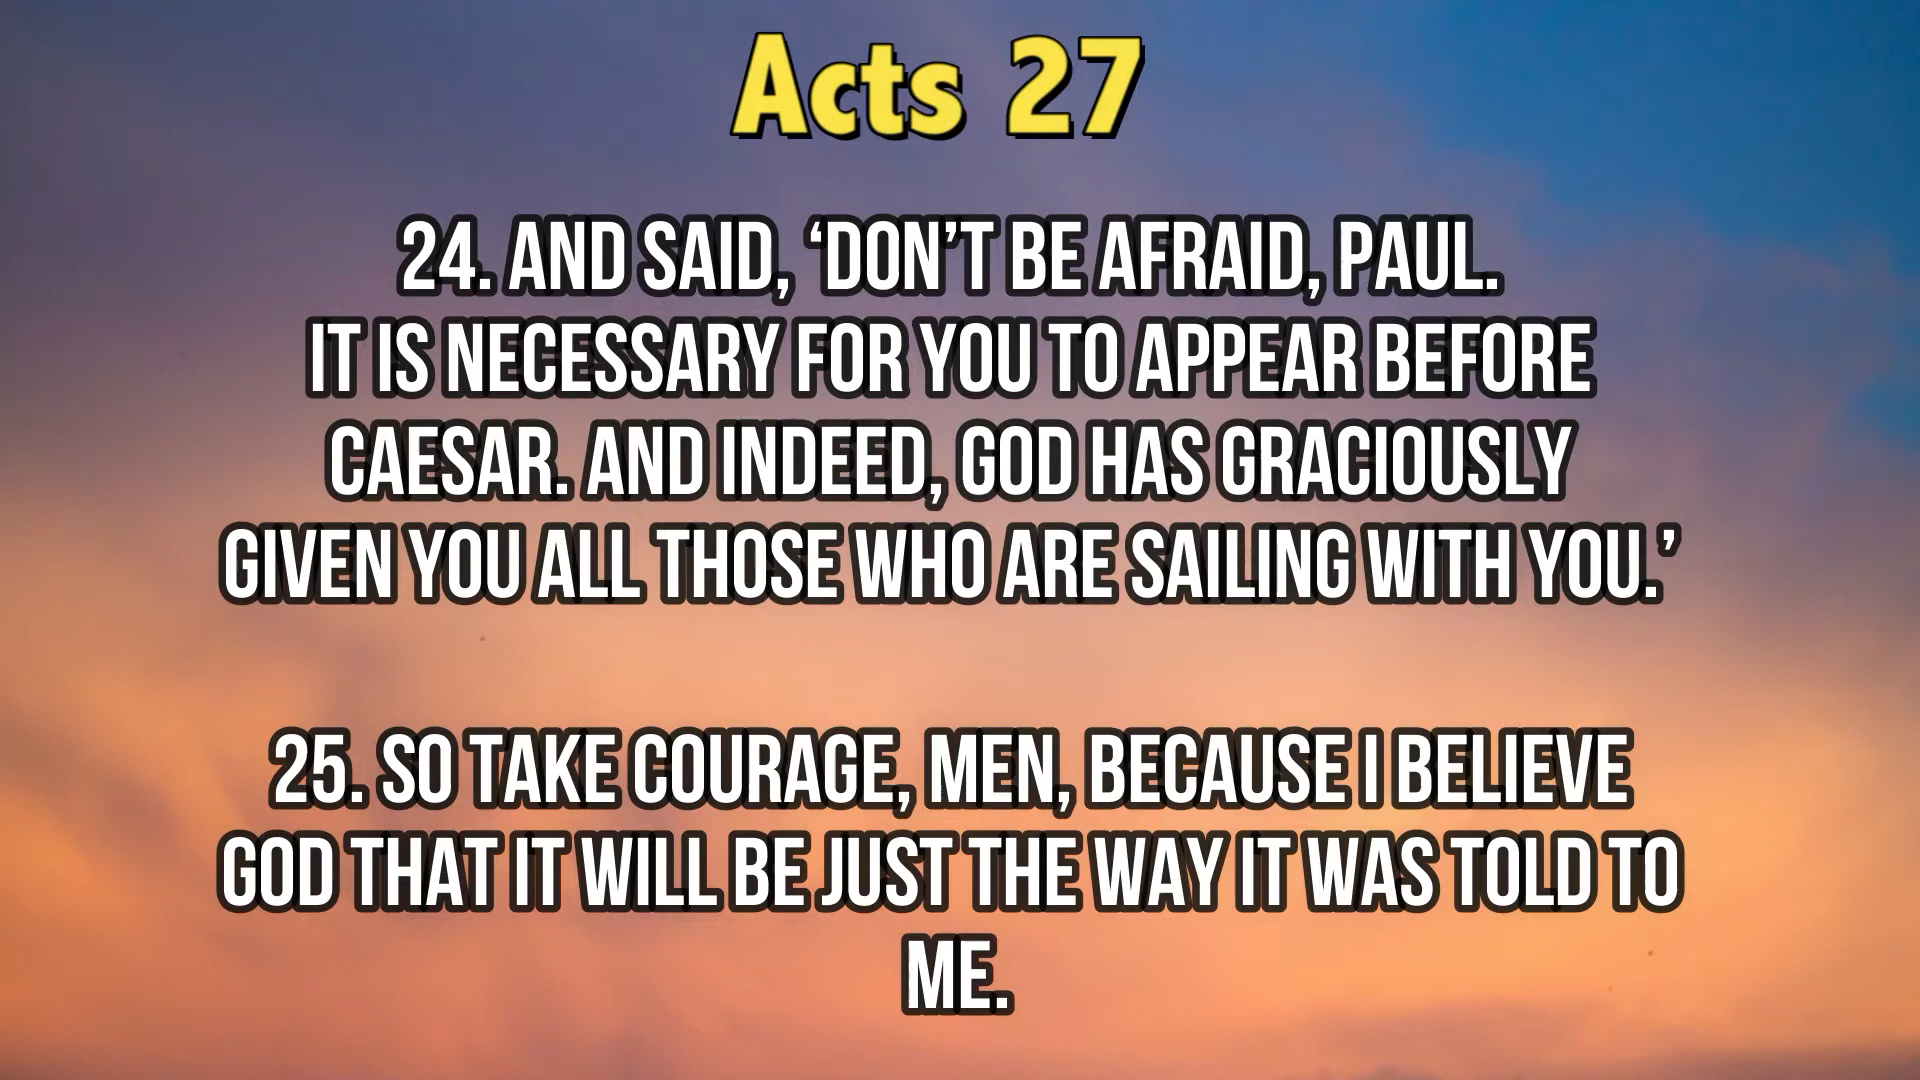 Acts 27
24. AND SAID, ‘DON’T BE AFRAID, PAUL.
IT IS NECESSARY FOR YOU TO APPEAR BEFORE
CAESAR. AND INDEED, GOD HAS GRACIOUSLY
GIVEN YOU ALL THOSE WHO ARE SAILING WITH YOU.’
25. SO TAKE COURAGE, MEN, BECAUSE I BELIEVE
GOD THAT IT WILL BE JUST THE WAY IT WAS TOLD TO
ME.